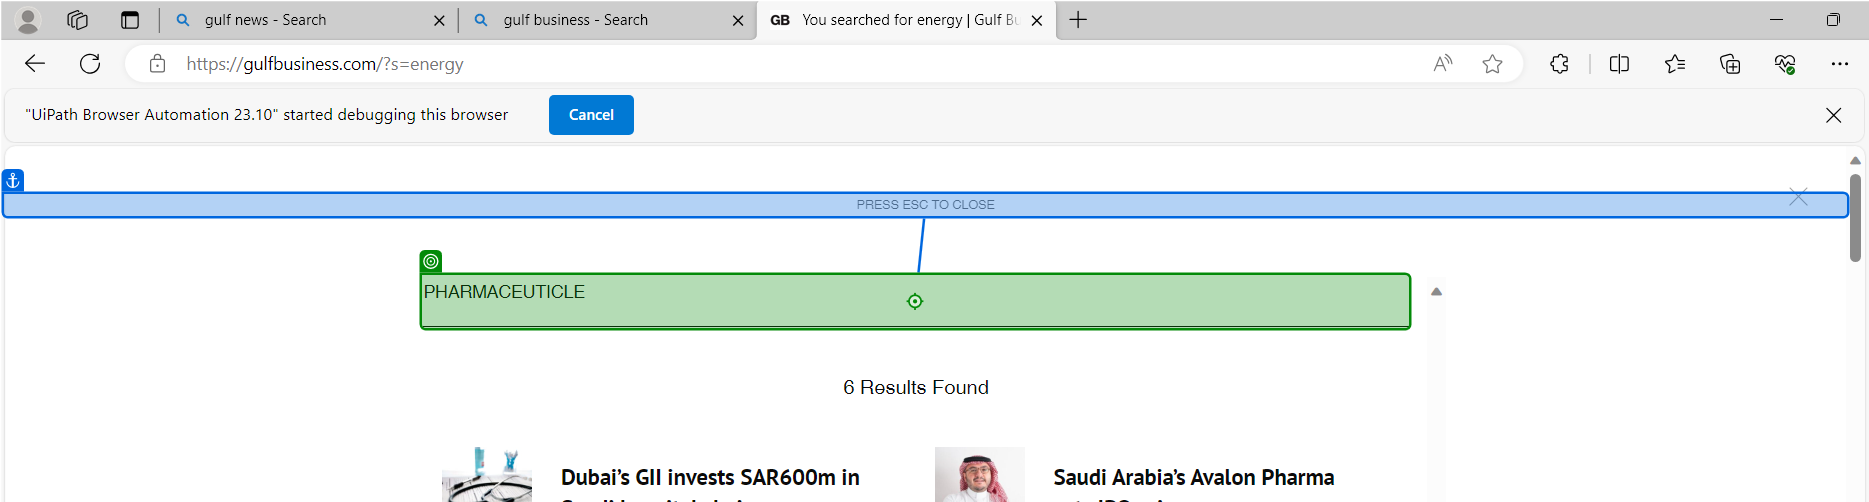 gulf news - Search
gulf business - Search
GB You searched for energy | Gulf Bu
https://gulfbusiness.com/?s=energy
"UiPath Browser Automation 23.10" started debugging this browser
Cancel
PRESS ESC TO CLOSE
PHARMACEUTICLE
6 Results Found
Dubai's GII invests SAR600m in
Saudi Arabia's Avalon Pharma